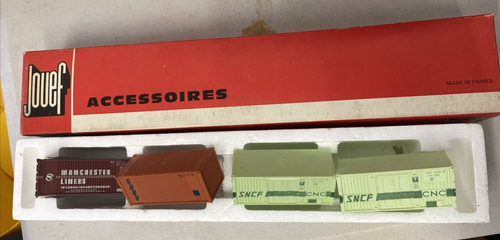 Jouef
ACCESSOIRES
MADE IN FRANCE
MANCHESTER
LINERS
SNCF
CNC
SNCF
CNC